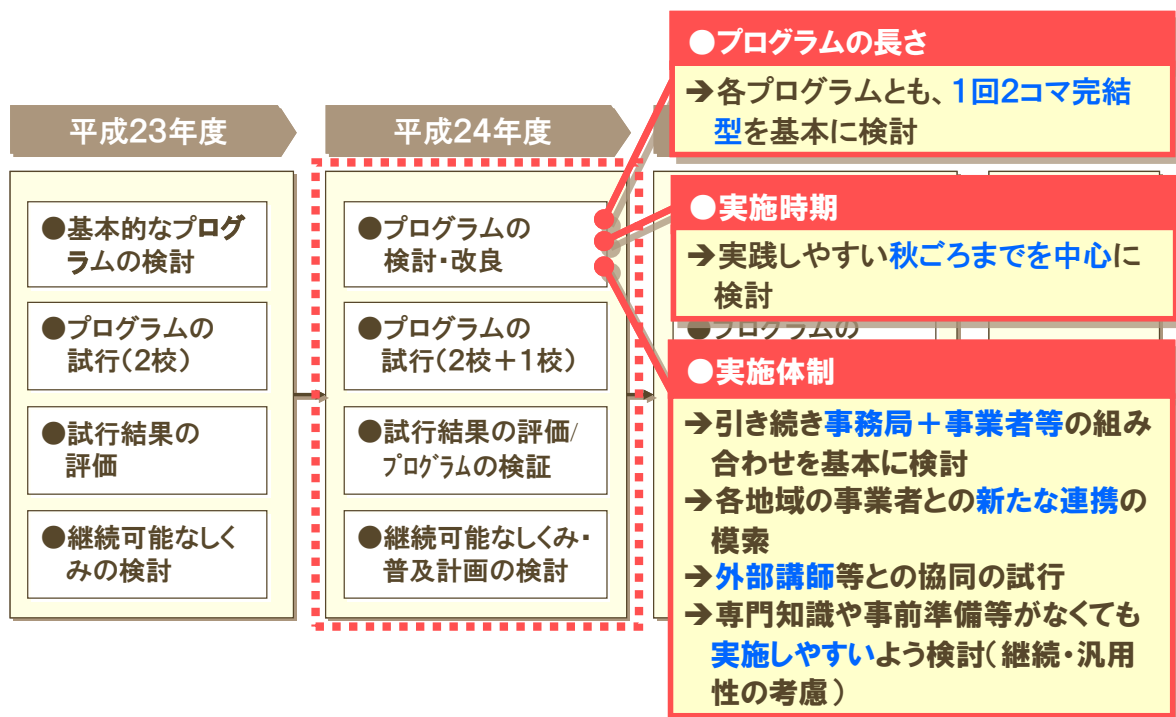 平成23年度
●基本的なプログ
ラムの検討
●プログラムの
試行(2校)
●試行結果の
評価
●継続可能なしく
みの検討
平成24年度
●プログラムの
検討・改良
●プログラムの
試行(2校＋1校)
●試行結果の評価/
ﾌﾟﾛｸﾞﾗﾑの検証
●継続可能なしくみ・
普及計画の検討
●プログラムの長さ
➔各プログラムとも、1回2コマ完結
型を基本に検討
●実施時期
➔実践しやすい秋ごろまでを中心に
検討
●プログラムの
●実施体制
➔引き続き事務局＋事業者等の組み
合わせを基本に検討
➔各地域の事業者との新たな連携の
模索
➔外部講師等との協同の試行
➔専門知識や事前準備等がなくても
実施しやすいよう検討(継続・汎用
性の考慮)